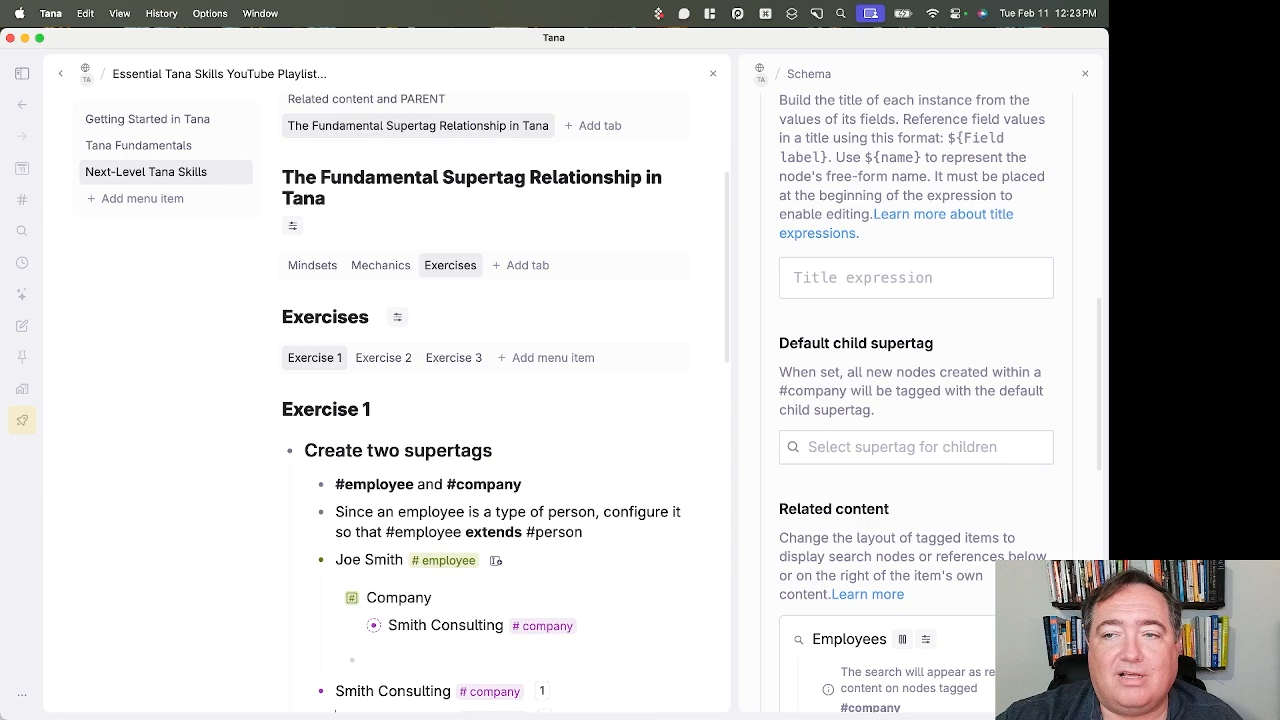 Tana Edit View History Options Window
Tue Feb 11 12:23 PM
Tana
TA / Essential Tana Skills YouTube Playlist...
Getting Started in Tana
Tana Fundamentals
Next-Level Tana Skills
+ Add menu item
Related content and PARENT
The Fundamental Supertag Relationship in Tana + Add tab
The Fundamental Supertag Relationship in
Tana
Mindsets Mechanics Exercises + Add tab
Exercises
Exercise 1 Exercise 2 Exercise 3 + Add menu item
Exercise 1
Create two supertags
#employee and #company
Since an employee is a type of person, configure it
so that #employee extends #person
Joe Smith # employee
Company
Smith Consulting # company
Smith Consulting # company 1
TA / Schema
Build the title of each instance from the
values of its fields. Reference field values
in a title using this format: ${Field
label}. Use ${name} to represent the
node's free-form name. It must be placed
at the beginning of the expression to
enable editing.Learn more about title
expressions.
Title expression
Default child supertag
When set, all new nodes created within a
#company will be tagged with the default
child supertag.
Select supertag for children
Related content
Change the layout of tagged items to
display search nodes or references below
or on the right of the item's own
content.Learn more
Employees
The search will appear as re
content on nodes tagged
#company